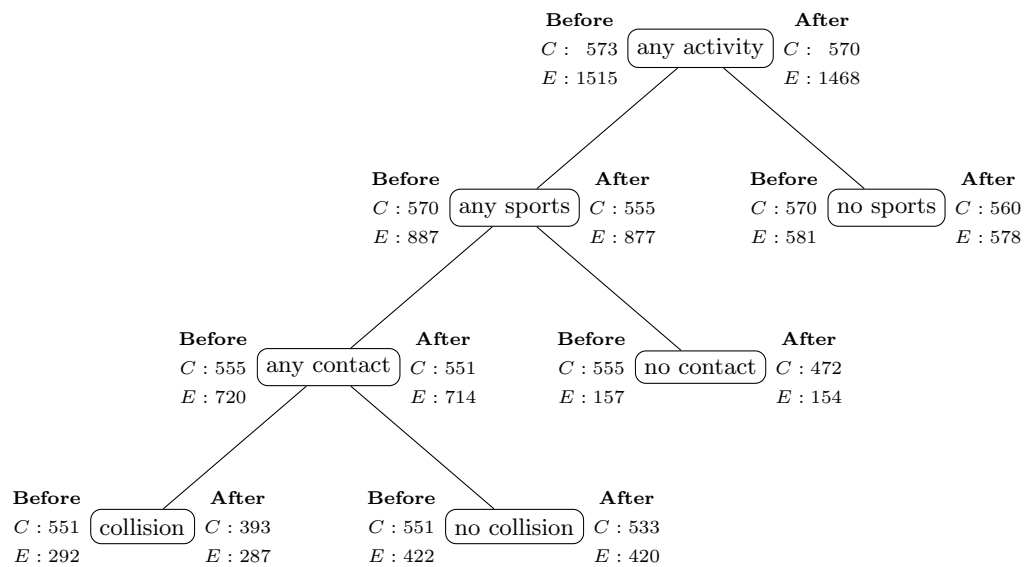 Before After
C : 573 any activity C : 570
E : 1515 E : 1468
Before After Before After
C : 570 any sports C : 555 C : 570 no sports C : 560
E : 887 E : 877 E : 581 E : 578
Before After Before After
C : 555 any contact C : 551 C : 555 no contact C : 472
E : 720 E : 714 E : 157 E : 154
Before After Before After
C : 551 collision C : 393 C : 551 no collision C : 533
E : 292 E : 287 E : 422 E : 420